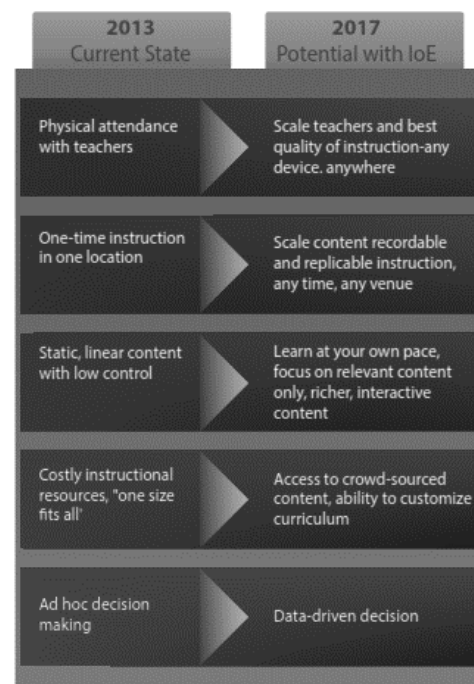 2013
Current State
2017
Potential with IoE
Physical attendance
with teachers
Scale teachers and best
quality of instruction-any
device. anywhere
One-time instruction
in one location
Scale content recordable
and replicable instruction,
any time, any venue
Static, linear content
with low control
Learn at your own pace,
focus on relevant content
only, richer, interactive
content
Costly instructional
resources, "one size
fits all'
Access to crowd-sourced
content, ability to customize
curriculum
Ad hoc decision
making
Data-driven decision